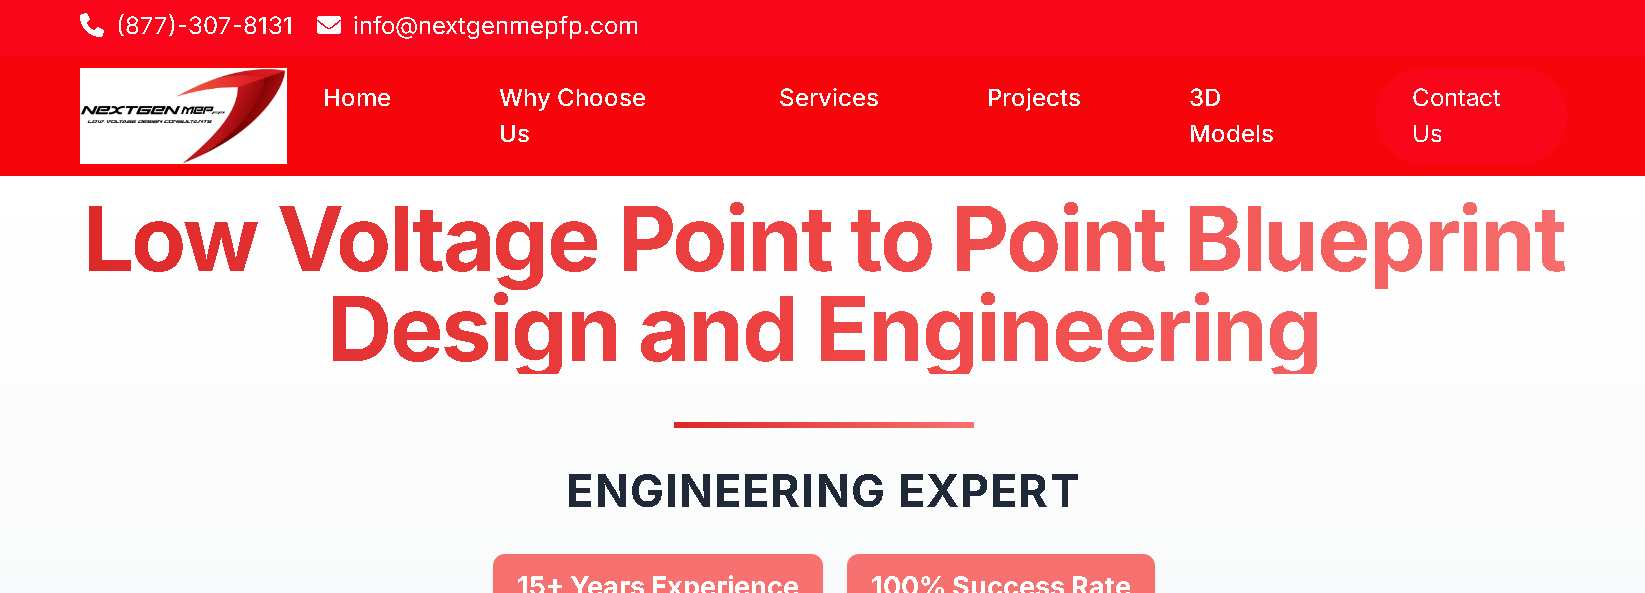 (877)-307-8131 info@nextgenmepfp.com
NEXTGEN MEP FP
LOW VOLTAGE DESIGN CONSULTANTS
Home
Why Choose
Us
Services
Projects
3D
Models
Contact
Us
Low Voltage Point to Point Blueprint
Design and Engineering
ENGINEERING EXPERT
15+ Years Experience
100% Success Rate